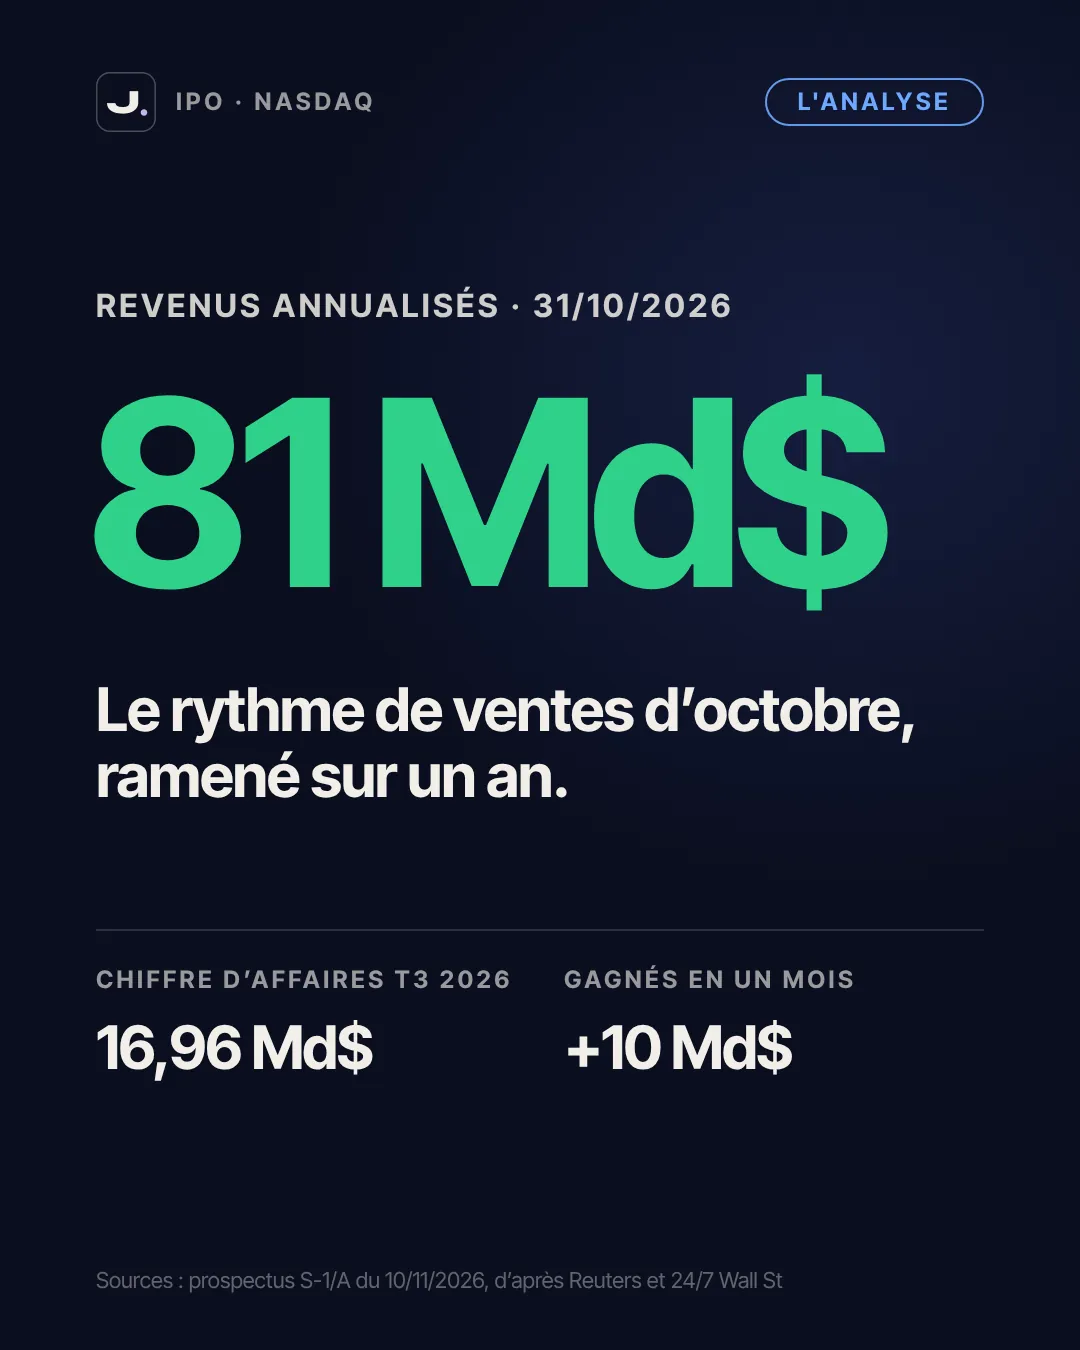 J. IPO · NASDAQ
L'ANALYSE
REVENUS ANNUALISÉS · 31/10/2026
81 Md$
Le rythme de ventes d’octobre,
ramené sur un an.
CHIFFRE D’AFFAIRES T3 2026
16,96 Md$
GAGNÉS EN UN MOIS
+10 Md$
Sources : prospectus S-1/A du 10/11/2026, d’après Reuters et 24/7 Wall St